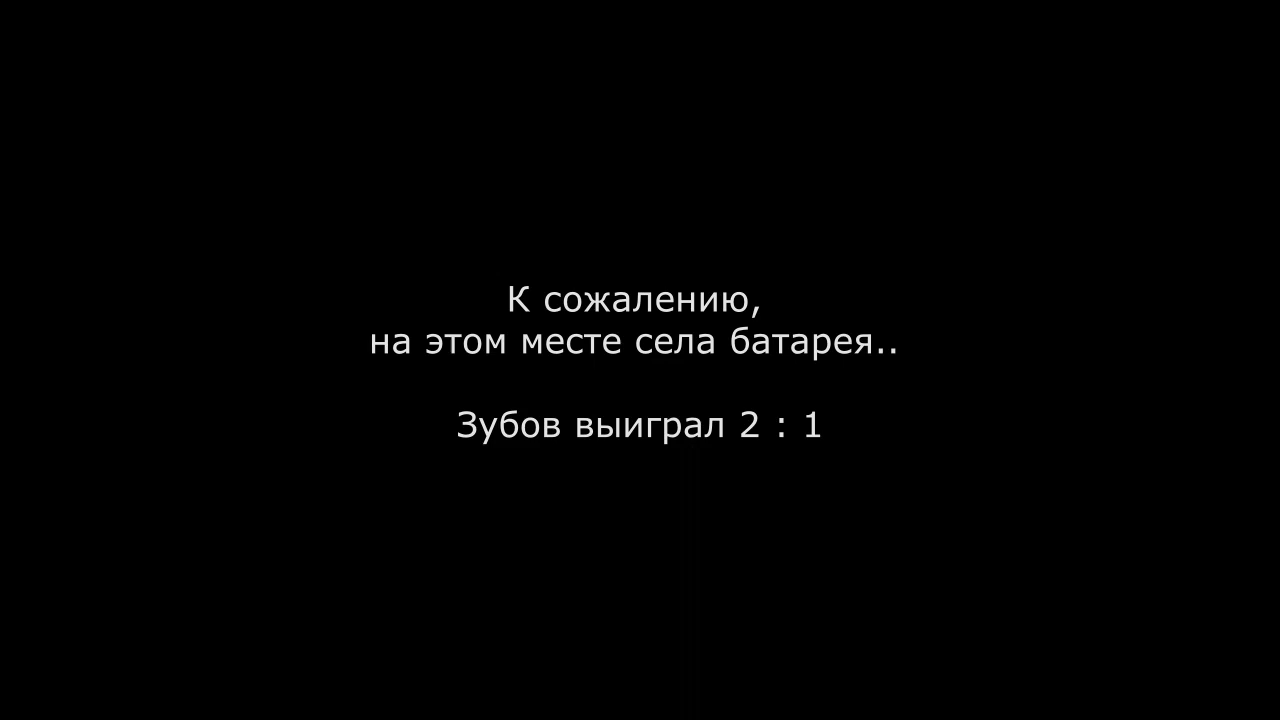 К сожалению,
на этом месте села батарея..
Зубов выиграл 2 : 1